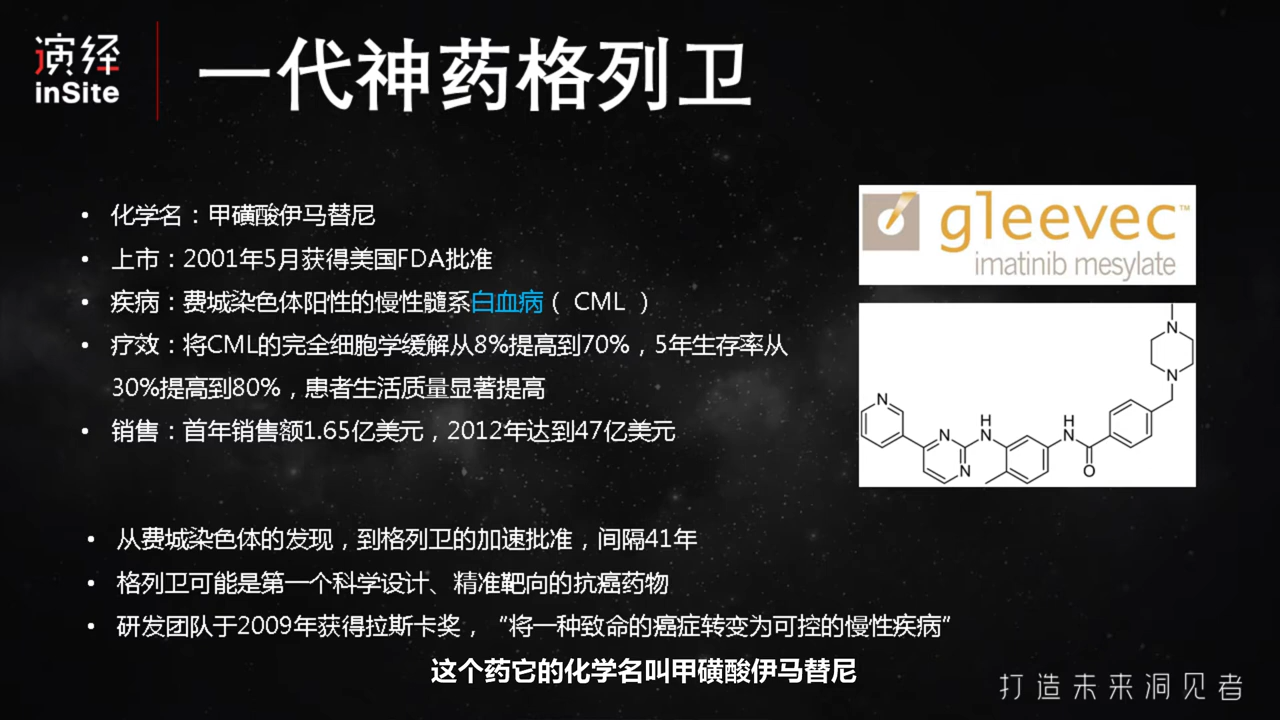 演经
inSite
一代神药格列卫
• 化学名：甲磺酸伊马替尼
• 上市：2001年5月获得美国FDA批准
• 疾病：费城染色体阳性的慢性髓系白血病（ CML ）
• 疗效：将CML的完全细胞学缓解从8%提高到70%，5年生存率从
30%提高到80%，患者生活质量显著提高
• 销售：首年销售额1.65亿美元，2012年达到47亿美元
gleevec™
imatinib mesylate
N
N
N
H
N
N
N
H
N
O
• 从费城染色体的发现，到格列卫的加速批准，间隔41年
• 格列卫可能是第一个科学设计、精准靶向的抗癌药物
• 研发团队于2009年获得拉斯卡奖，“将一种致命的癌症转变为可控的慢性疾病”
这个药它的化学名叫甲磺酸伊马替尼
打造未来洞见者